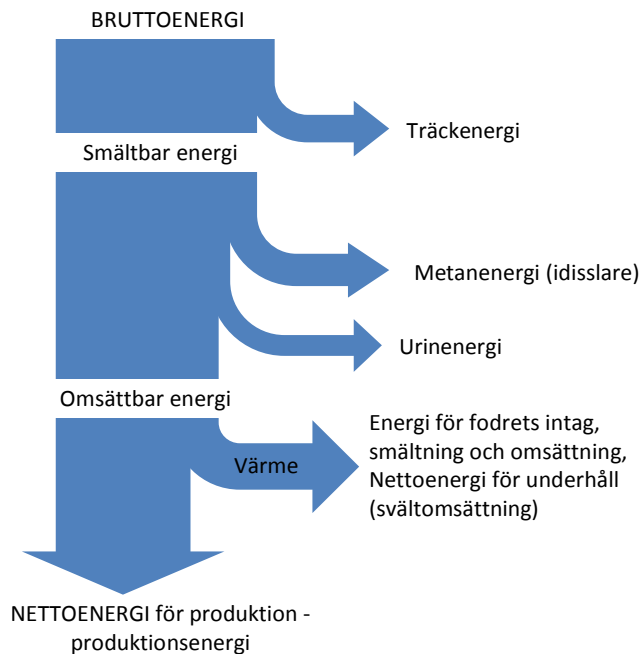 BRUTTOENERGI
Träckenergi
Smältbar energi
Metanenergi (idisslare)
Urinenergi
Omsättbar energi
Värme
Energi för fodrets intag,
smältning och omsättning,
Nettoenergi för underhåll
(svältomsättning)
NETTOENERGI för produktion -
produktionsenergi